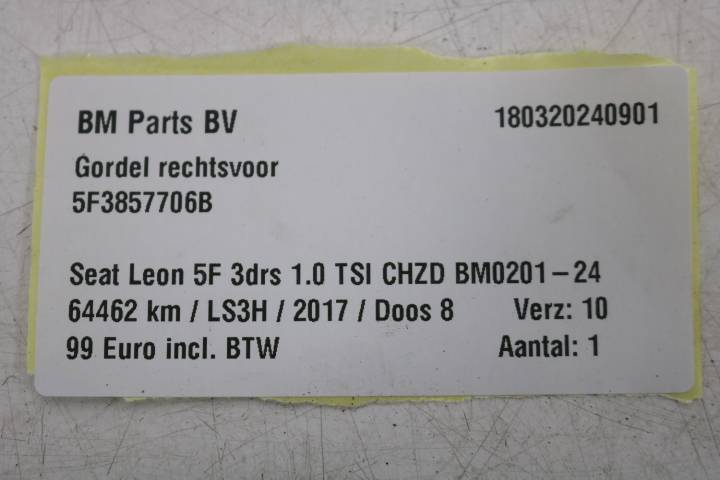 BM Parts BV 180320240901
Gordel rechtsvoor
5F3857706B
Seat Leon 5F 3drs 1.0 TSI CHZD BM0201-24
64462 km / LS3H / 2017 / Doos 8 Verz: 10
99 Euro incl. BTW Aantal: 1